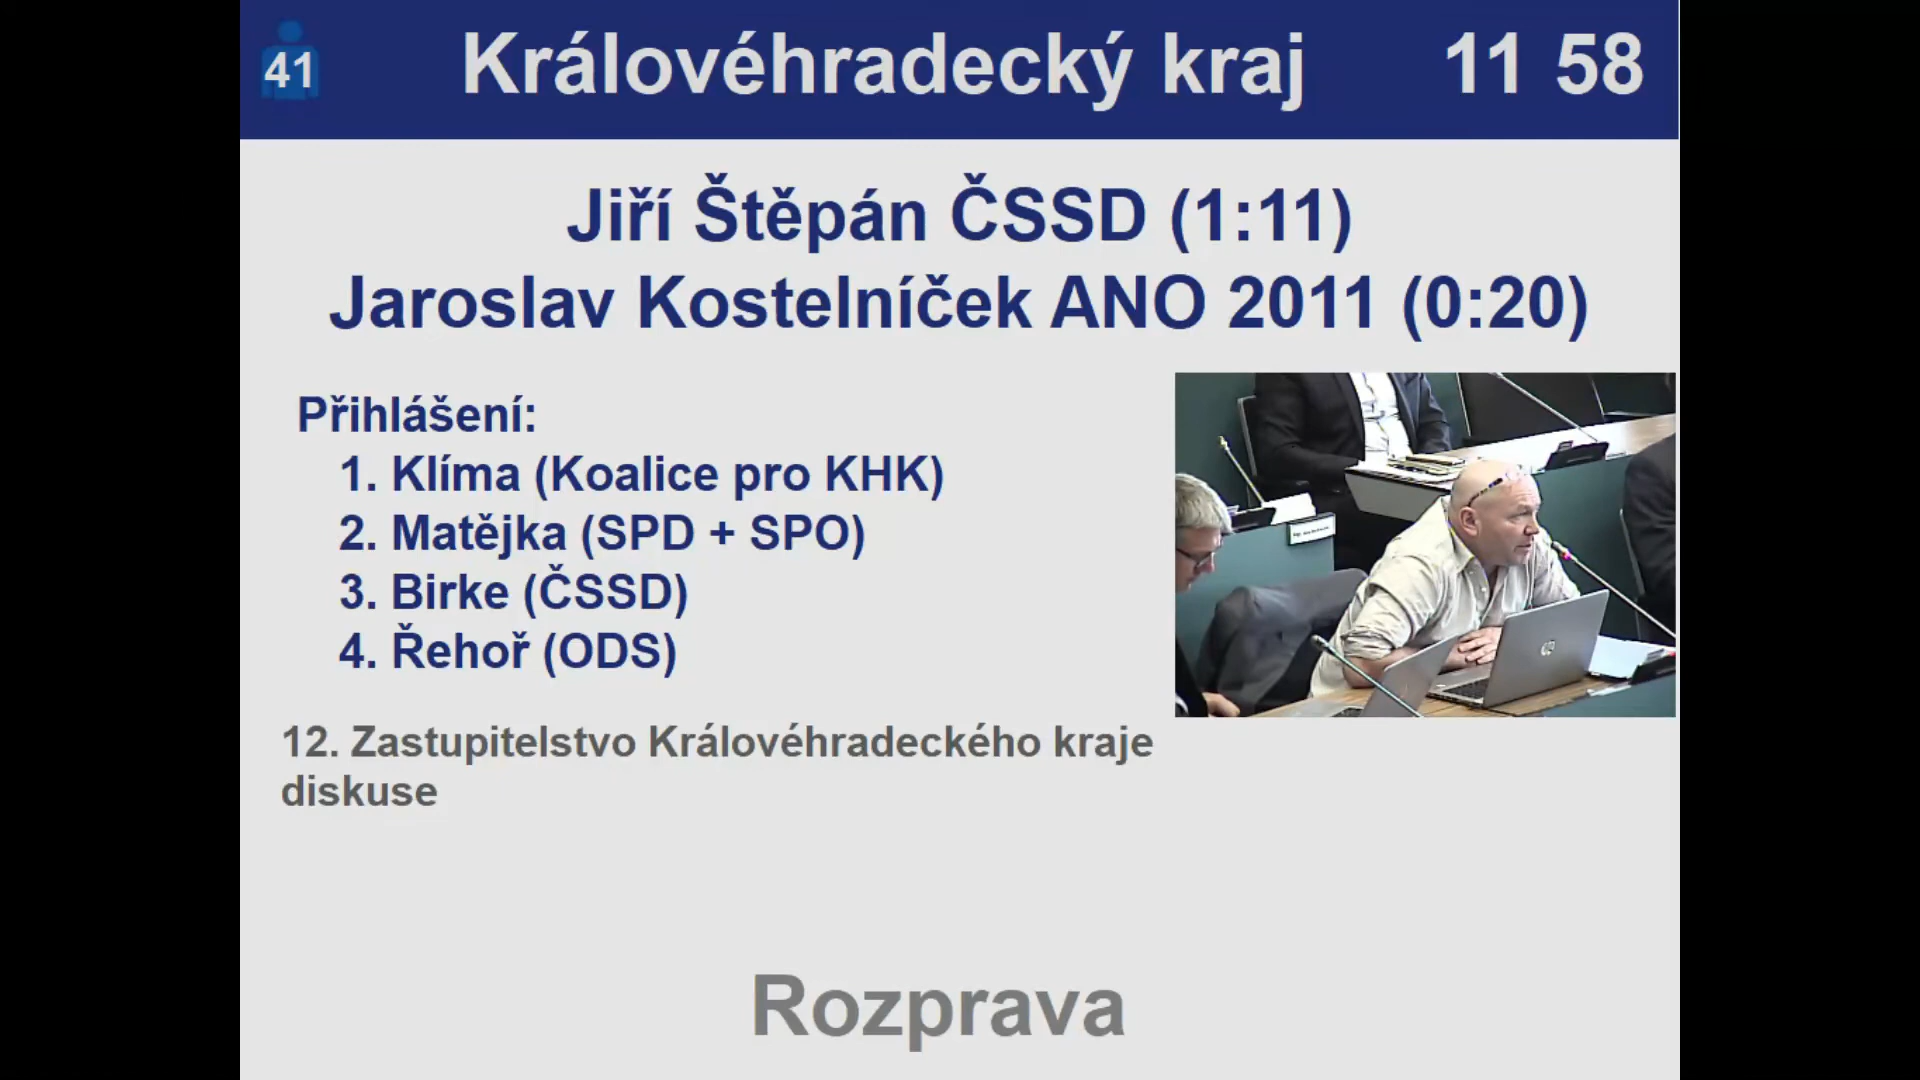 41
Královéhradecký kraj
11 58
Jiří Štěpán ČSSD (1:11)
Jaroslav Kostelníček ANO 2011 (0:20)
Přihlášení:
1. Klíma (Koalice pro KHK)
2. Matějka (SPD + SPO)
3. Birke (ČSSD)
4. Řehoř (ODS)
12. Zastupitelstvo Královéhradeckého kraje
diskuse
Rozprava
hp